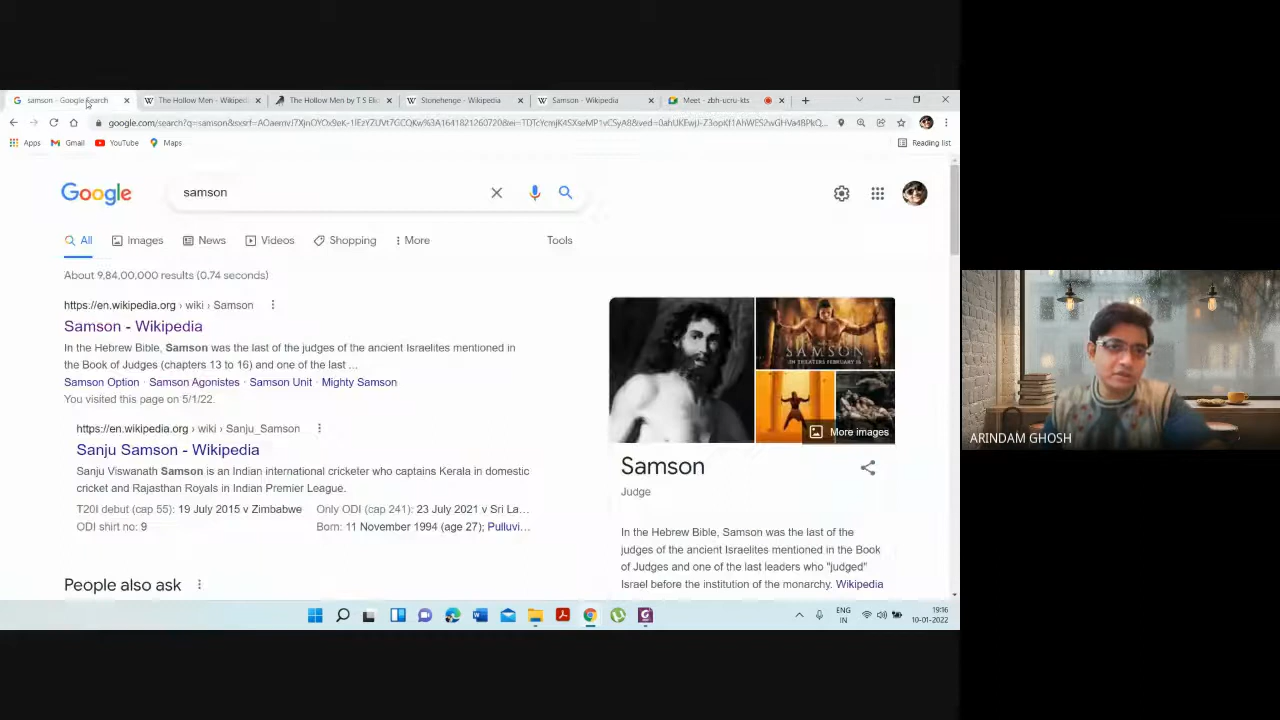 samson - Google Search
The Hollow Men - Wikipedi
The Hollow Men by T S Elio
Stonehenge - Wikipedia
Samson - Wikipedia
Meet - zbh-ucru-kts
Apps
Gmail
YouTube
Maps
Reading list
Google
samson
All
Images
News
Videos
Shopping
More
Tools
About 9,84,00,000 results (0.74 seconds)
https://en.wikipedia.org › wiki › Samson
Samson - Wikipedia
In the Hebrew Bible, Samson was the last of the judges of the ancient Israelites mentioned in
the Book of Judges (chapters 13 to 16) and one of the last ...
Samson Option · Samson Agonistes · Samson Unit · Mighty Samson
You visited this page on 5/1/22.
https://en.wikipedia.org › wiki › Sanju_Samson
Sanju Samson - Wikipedia
Sanju Viswanath Samson is an Indian international cricketer who captains Kerala in domestic
cricket and Rajasthan Royals in Indian Premier League.
T20I debut (cap 55): 19 July 2015 v Zimbabwe
Only ODI (cap 241): 23 July 2021 v Sri La...
ODI shirt no: 9
Born: 11 November 1994 (age 27); Pulluvi...
People also ask
SAMSON
IN THEATERS FEBRUARY 16
More images
Samson
Judge
In the Hebrew Bible, Samson was the last of the
judges of the ancient Israelites mentioned in the Book
of Judges and one of the last leaders who "judged"
Israel before the institution of the monarchy. Wikipedia
ENG
IN
19:16
10-01-2022
ARINDAM GHOSH